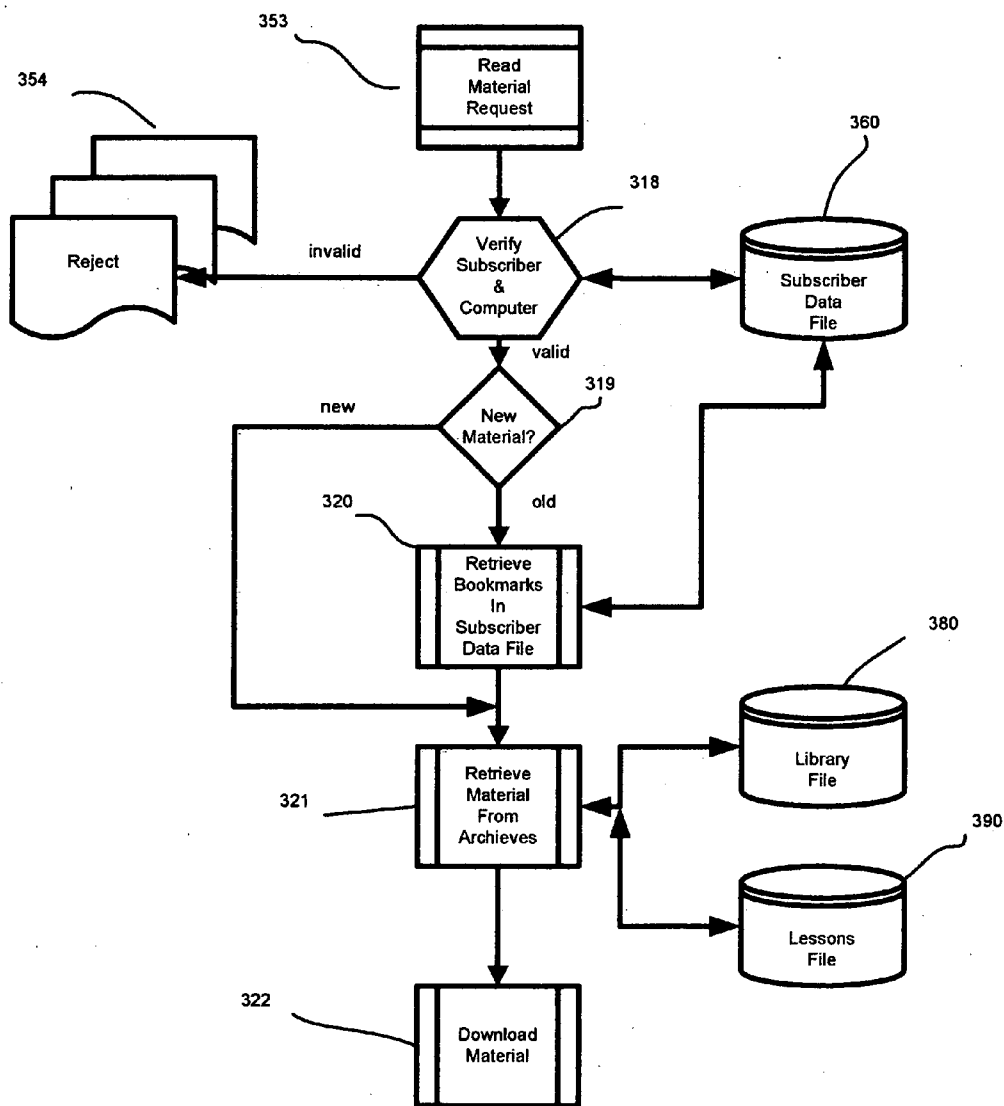 353
Read
Material
Request
354
360
318
Reject
invalid
Verify
Subscriber
&
Computer
Subscriber
Data
File
valid
319
new
New
Material?
320
old
Retrieve
Bookmarks
In
Subscriber
Data File
380
Library
File
321
Retrieve
Material
From
Archieves
390
Lessons
File
322
Download
Material